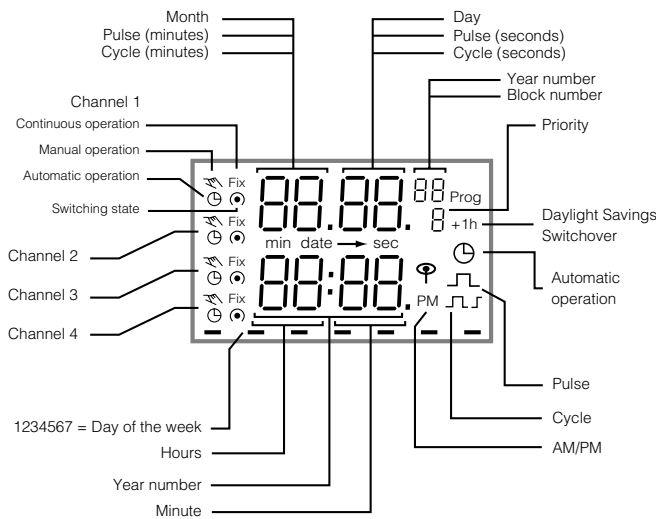 Month
Pulse (minutes)
Cycle (minutes)
Day
Pulse (seconds)
Cycle (seconds)
Year number
Block number
Priority
Channel 1
Continuous operation
Manual operation
Automatic operation
Switching state
Fix
88.88.
88
Prog
8
+1h
Daylight Savings
Switchover
min date → sec
Channel 2
Fix
Channel 3
Fix
88:88.
PM
Automatic
operation
Channel 4
Fix
Pulse
Cycle
AM/PM
1234567 = Day of the week
Hours
Year number
Minute